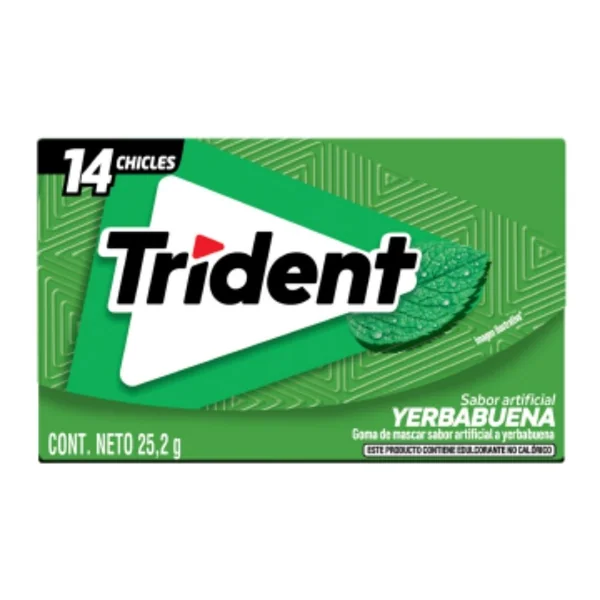 14 CHICLES
Trident
Imagen ilustrativa
Sabor artificial
YERBABUENA
Goma de mascar sabor artificial a yerbabuena
ESTE PRODUCTO CONTIENE EDULCORANTE NO CALÓRICO
CONT. NETO 25,2 g